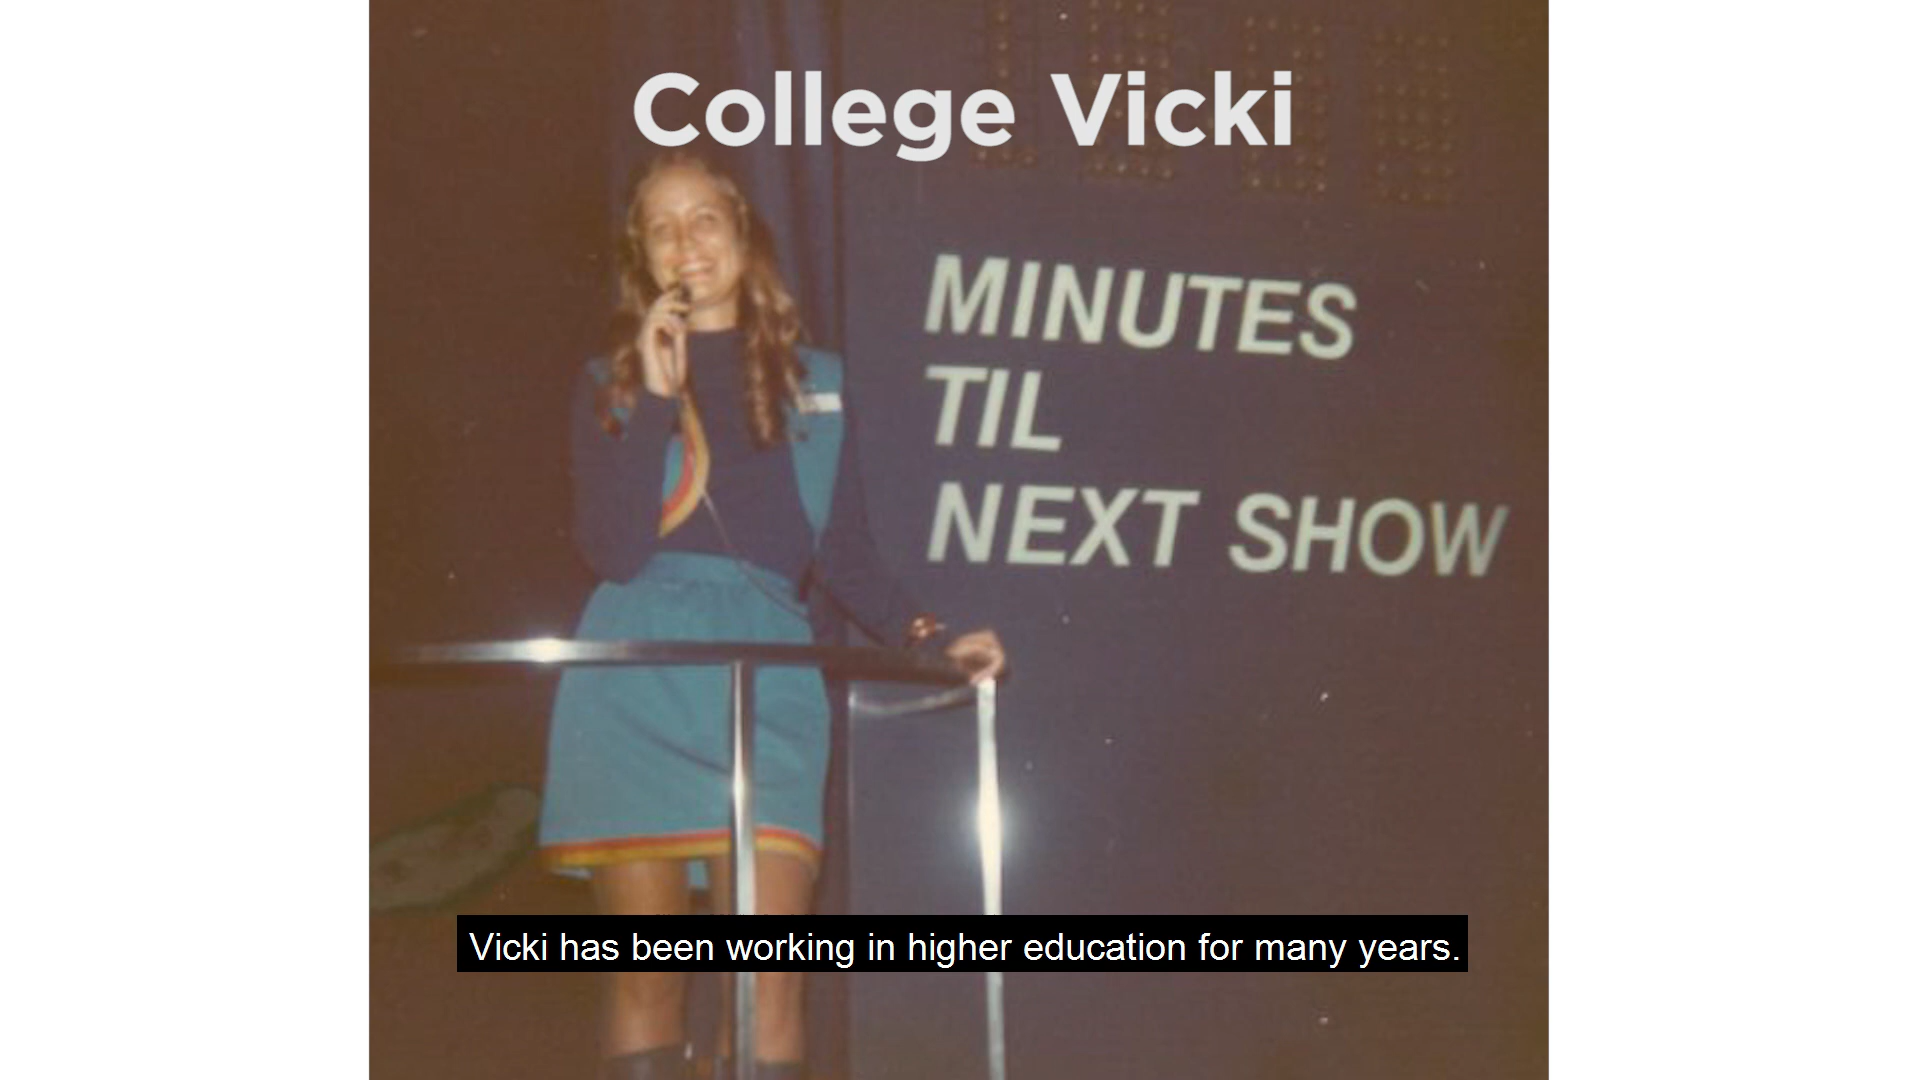 College Vicki
MINUTES
TIL
NEXT SHOW
Vicki has been working in higher education for many years.